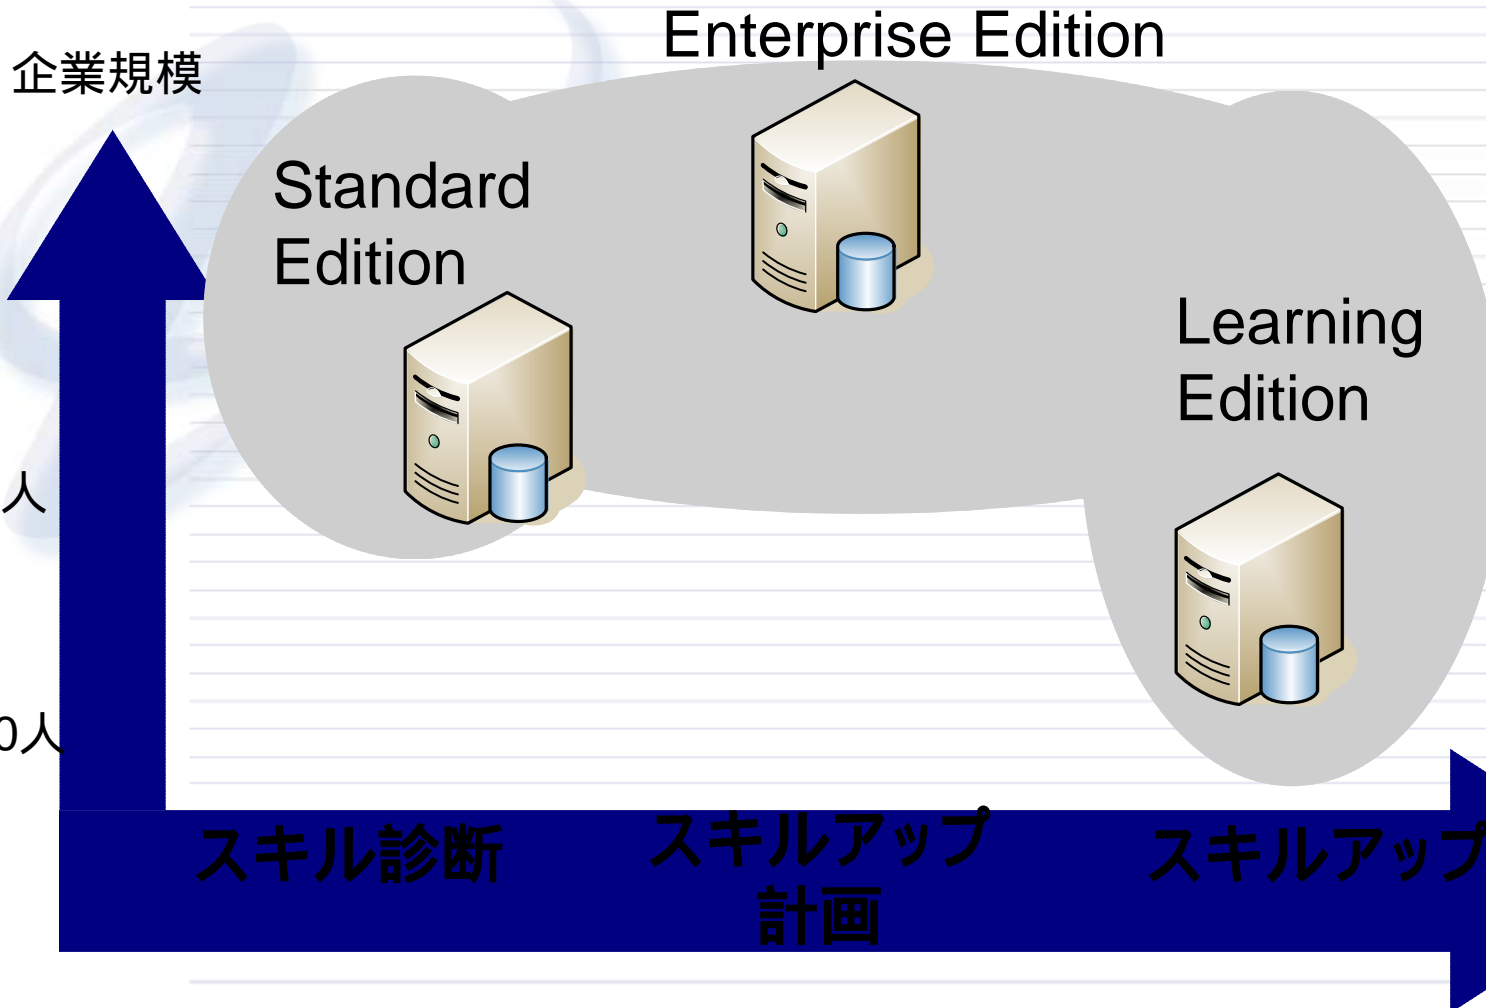 Enterprise Edition
企業規模
Standard
Edition
Learning
Edition
人
0人
スキル診断
スキルアップ
計画
スキルアップ